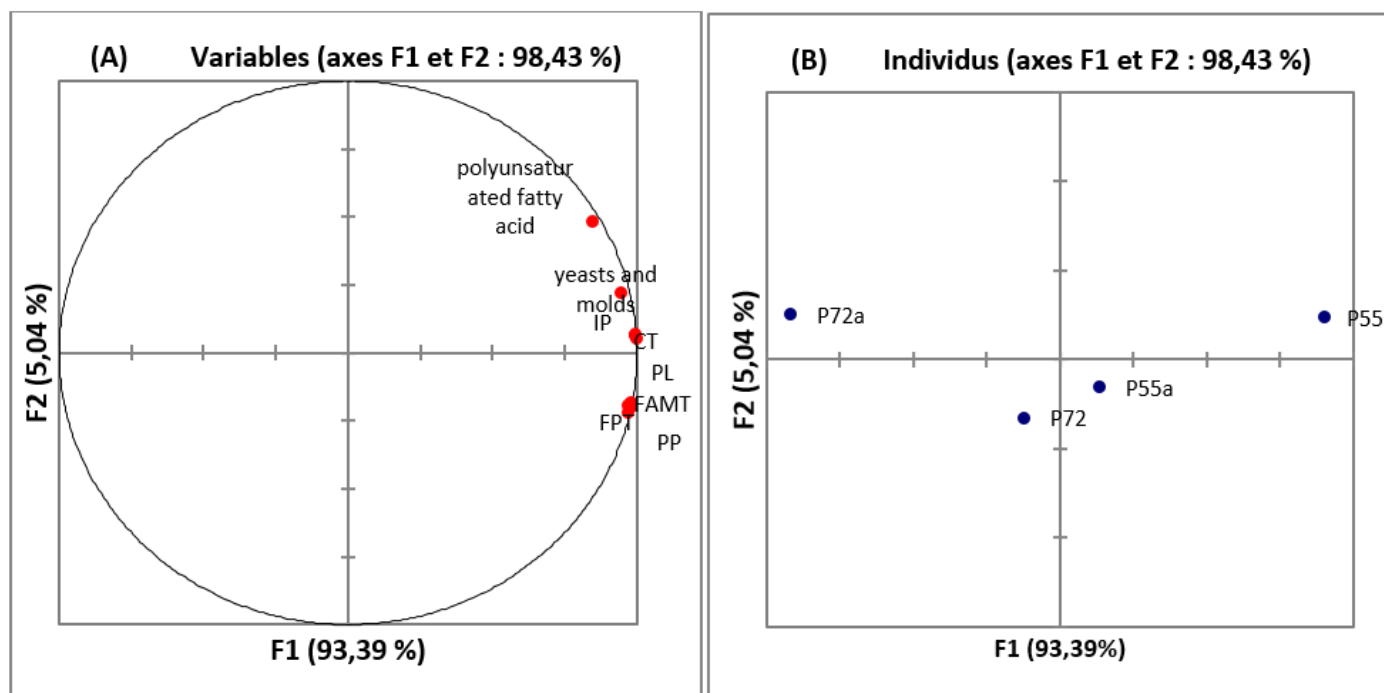 (A) Variables (axes F1 et F2 : 98,43 %)
polyunsatur
ated fatty
acid
yeasts and
molds
IP
CT
PL
FAMT
FPT
PP
F2 (5,04 %)
F1 (93,39 %)
(B) Individus (axes F1 et F2 : 98,43 %)
P72a
P55
P55a
P72
F2 (5,04 %)
F1 (93,39%)